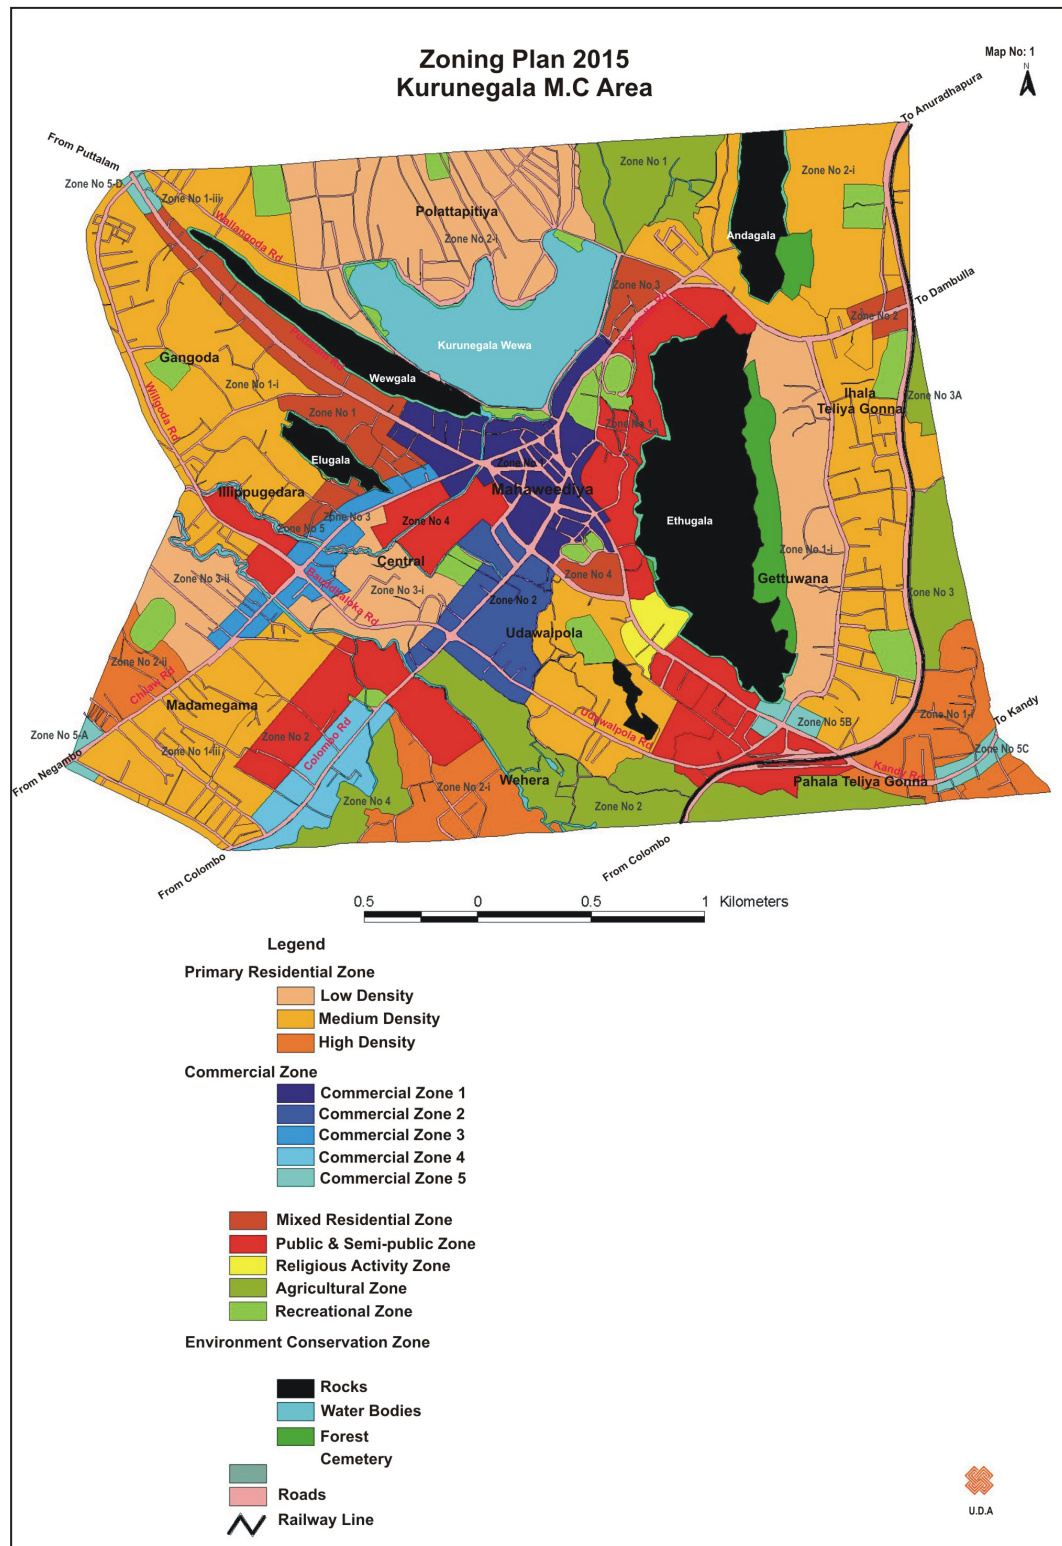 Zoning Plan 2015
Kurunegala M.C Area
Map No: 1
N
To Anuradhapura
From Puttalam
Zone No 5-D
Zone No 1-iii
Wallangoda Rd
Polattapitiya
Zone No 2-i
Zone No 1
Zone No 2-i
Andagala
To Dambulla
Zone No 3
Zone No 2
Kurunegala Wewa
Gangoda
Wewgala
Zone No 1-i
Willgoda Rd
Zone No 1
Ihala
Teliya Gonna
Zone No 3A
Zone No 1
Elugala
Mahaweediya
Illippugedara
Zone No 3
Zone No 5
Zone No 4
Ethugala
Central
Zone No 1-i
Gettuwana
Zone No 4
Zone No 3-ii
Zone No 3-i
Bauddhaloka Rd
Zone No 2
Zone No 3
Udawalpola
Zone No 2-ii
Chilaw Rd
Madamegama
Zone No 5-A
From Negambo
Zone No 1-iii
Zone No 2
Colombo Rd
Udawalpola Rd
Zone No 5B
Zone No 1-i
To Kandy
Zone No 5C
Kandy Rd
Pahala Teliya Gonna
Wehera
Zone No 2-i
Zone No 4
Zone No 2
From Colombo
From Colombo
0.5 0 0.5 1 Kilometers
Legend
Primary Residential Zone
Low Density
Medium Density
High Density
Commercial Zone
Commercial Zone 1
Commercial Zone 2
Commercial Zone 3
Commercial Zone 4
Commercial Zone 5
Mixed Residential Zone
Public & Semi-public Zone
Religious Activity Zone
Agricultural Zone
Recreational Zone
Environment Conservation Zone
Rocks
Water Bodies
Forest
Cemetery
Roads
Railway Line
U.D.A